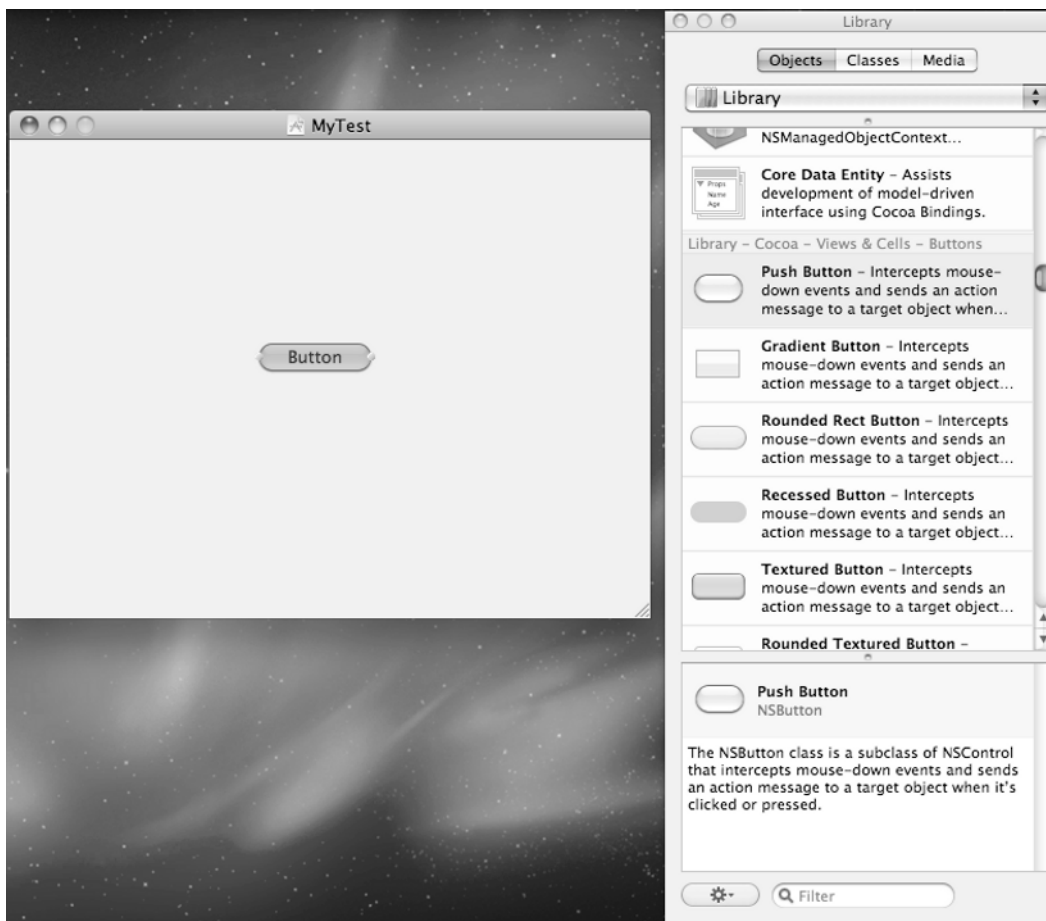 Library
Objects Classes Media
Library
MyTest
NSManagedObjectContext...
Props
Name
Age
Core Data Entity – Assists
development of model-driven
interface using Cocoa Bindings.
Library – Cocoa – Views & Cells – Buttons
Push Button – Intercepts mouse-
down events and sends an action
message to a target object when...
Button
Gradient Button – Intercepts
mouse-down events and sends an
action message to a target object...
Rounded Rect Button – Intercepts
mouse-down events and sends an
action message to a target object...
Recessed Button – Intercepts
mouse-down events and sends an
action message to a target object...
Textured Button – Intercepts
mouse-down events and sends an
action message to a target object...
Rounded Textured Button –
Push Button
NSButton
The NSButton class is a subclass of NSControl
that intercepts mouse-down events and sends
an action message to a target object when it's
clicked or pressed.
Filter